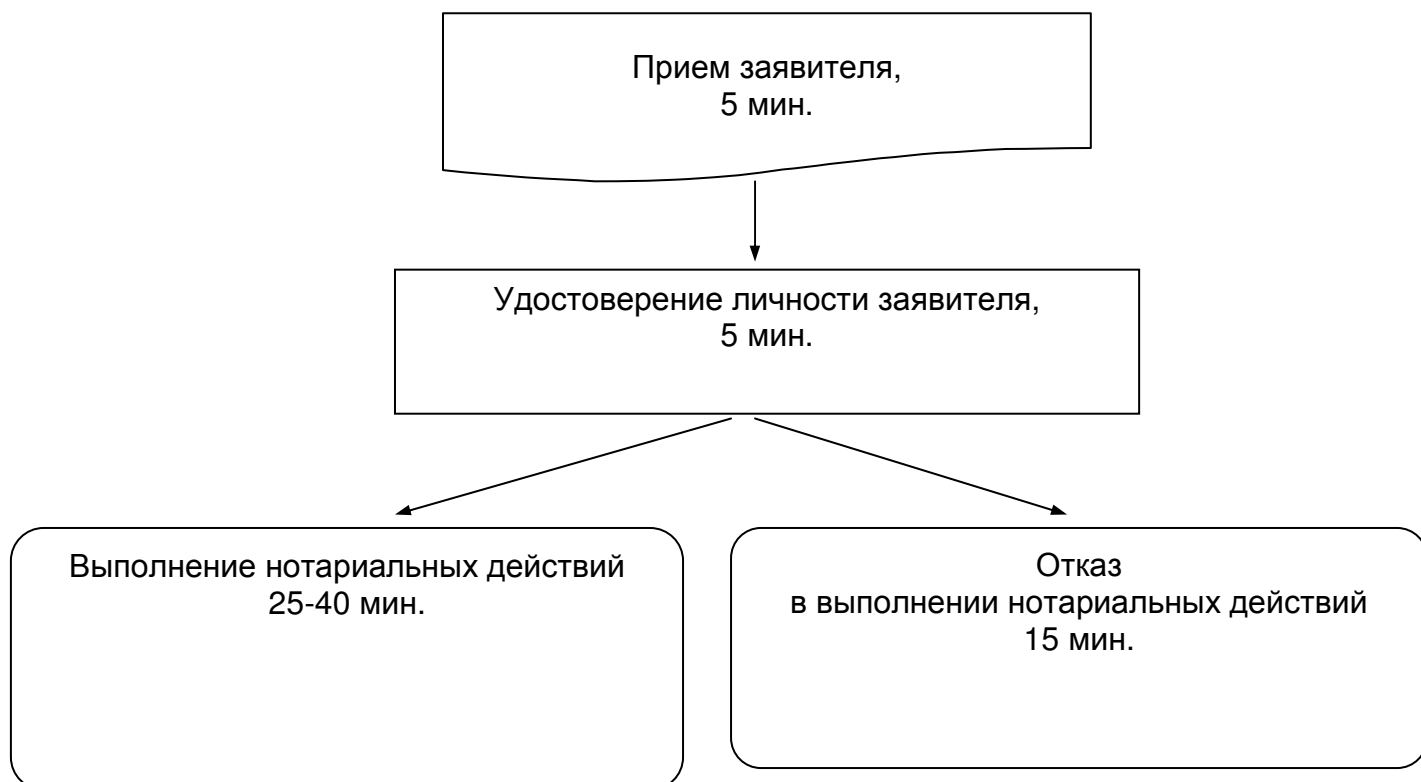 Прием заявителя,
5 мин.
Удостоверение личности заявителя,
5 мин.
Выполнение нотариальных действий
25-40 мин.
Отказ
в выполнении нотариальных действий
15 мин.